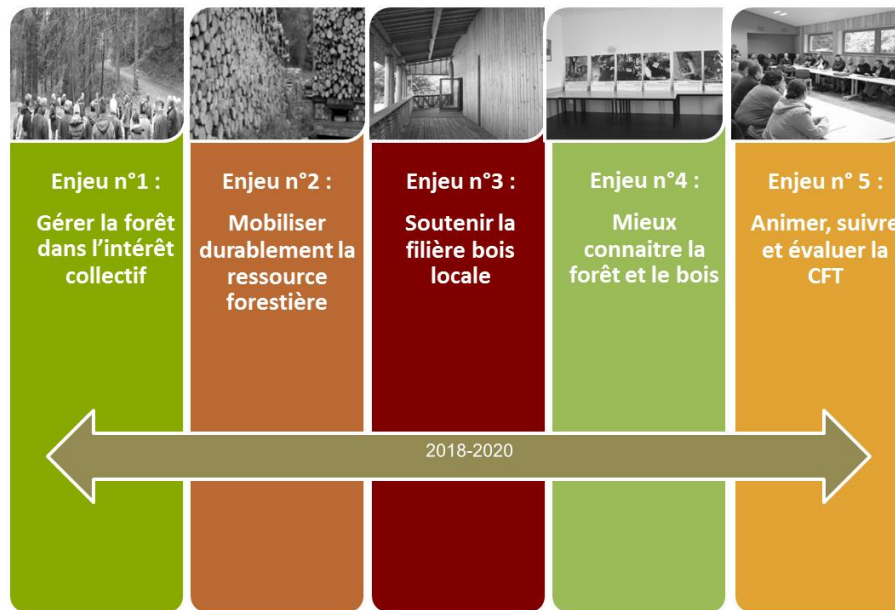 Enjeu n°1 :
Gérer la forêt
dans l'intérêt
collectif
Enjeu n°2 :
Mobiliser
durablement la
ressource
forestière
Enjeu n°3 :
Soutenir la
filière bois
locale
Enjeu n°4 :
Mieux
connaitre la
forêt et le bois
Enjeu n° 5 :
Animer, suivre
et évaluer la
CFT
2018-2020